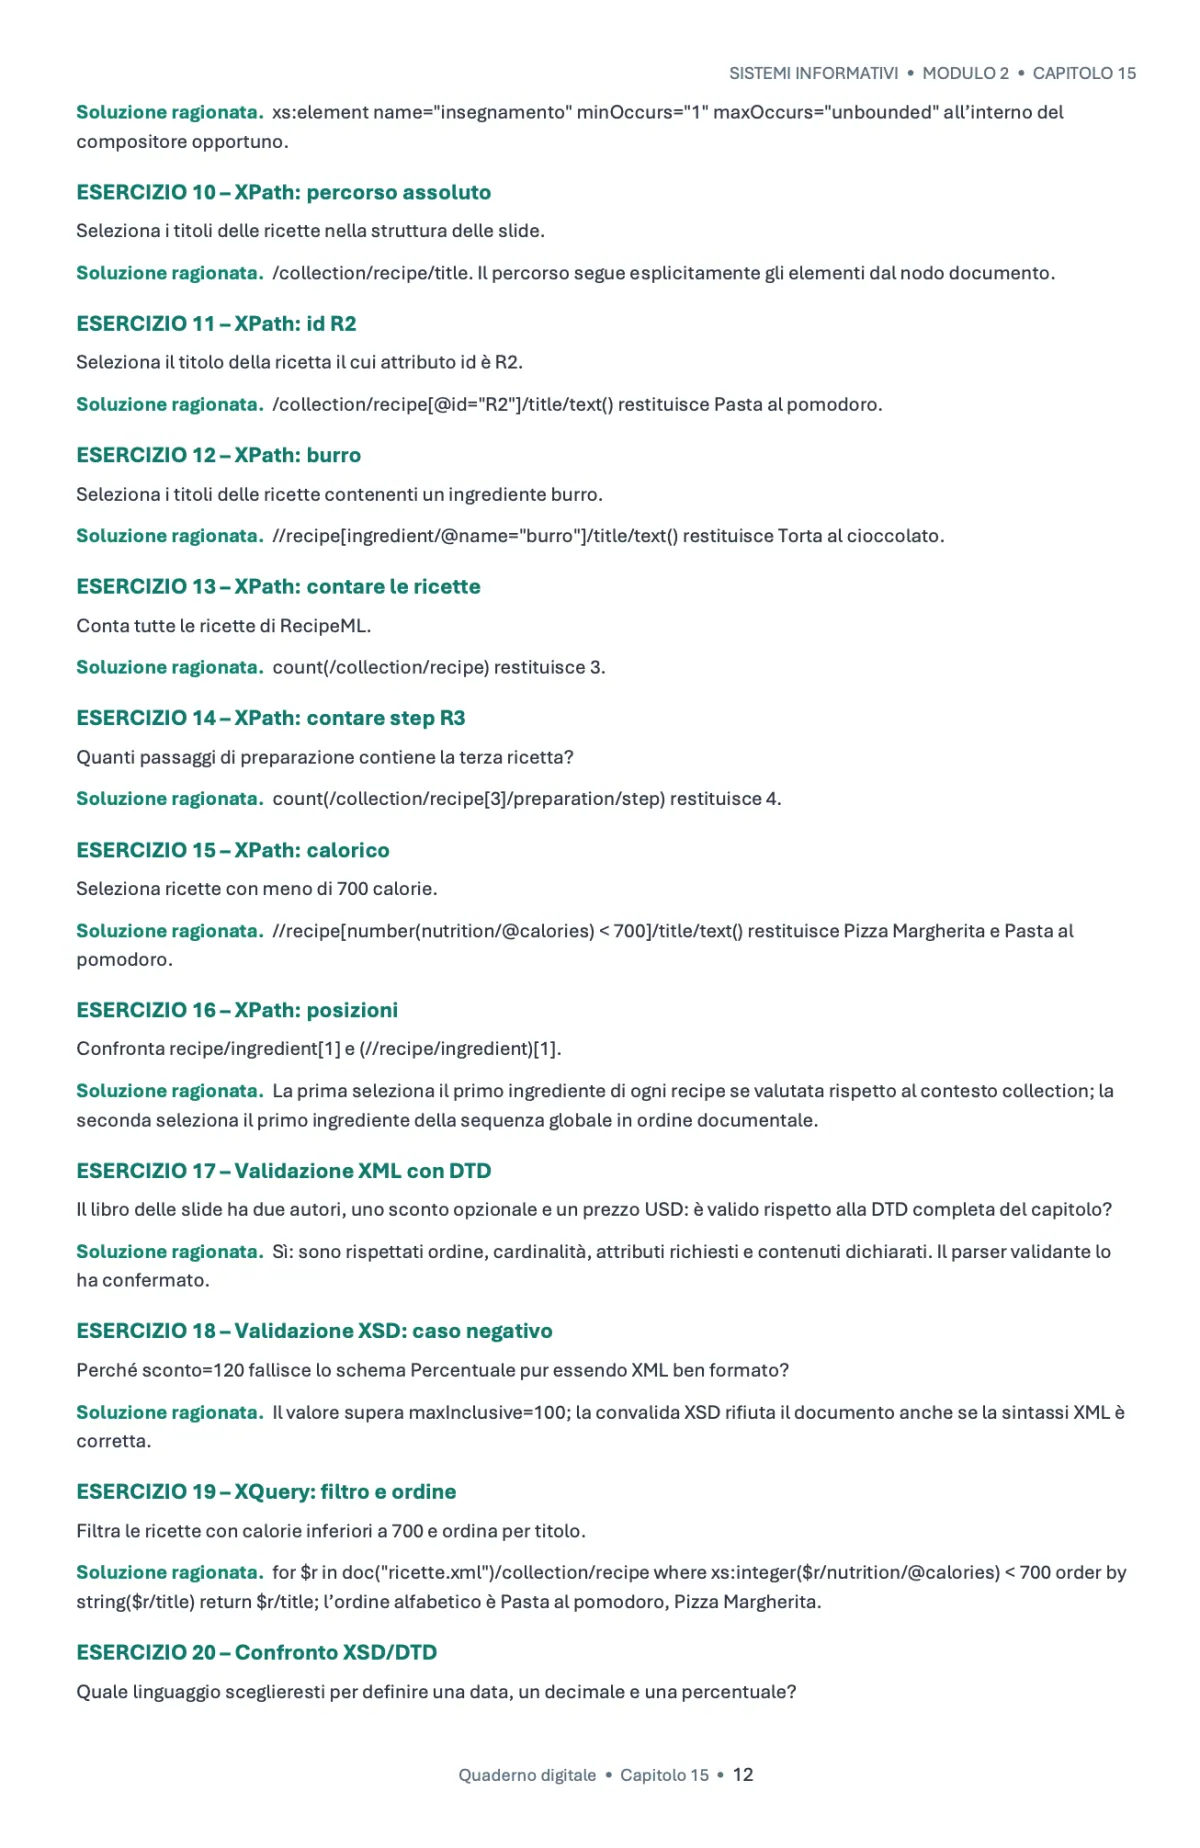 SISTEMI INFORMATIVI • MODULO 2 • CAPITOLO 15
Soluzione ragionata. xs:element name="insegnamento" minOccurs="1" maxOccurs="unbounded" all’interno del
compositore opportuno.
ESERCIZIO 10 – XPath: percorso assoluto
Seleziona i titoli delle ricette nella struttura delle slide.
Soluzione ragionata. /collection/recipe/title. Il percorso segue esplicitamente gli elementi dal nodo documento.
ESERCIZIO 11 – XPath: id R2
Seleziona il titolo della ricetta il cui attributo id è R2.
Soluzione ragionata. /collection/recipe[@id="R2"]/title/text() restituisce Pasta al pomodoro.
ESERCIZIO 12 – XPath: burro
Seleziona i titoli delle ricette contenenti un ingrediente burro.
Soluzione ragionata. //recipe[ingredient/@name="burro"]/title/text() restituisce Torta al cioccolato.
ESERCIZIO 13 – XPath: contare le ricette
Conta tutte le ricette di RecipeML.
Soluzione ragionata. count(/collection/recipe) restituisce 3.
ESERCIZIO 14 – XPath: contare step R3
Quanti passaggi di preparazione contiene la terza ricetta?
Soluzione ragionata. count(/collection/recipe[3]/preparation/step) restituisce 4.
ESERCIZIO 15 – XPath: calorico
Seleziona ricette con meno di 700 calorie.
Soluzione ragionata. //recipe[number(nutrition/@calories) < 700]/title/text() restituisce Pizza Margherita e Pasta al
pomodoro.
ESERCIZIO 16 – XPath: posizioni
Confronta recipe/ingredient[1] e (//recipe/ingredient)[1].
Soluzione ragionata. La prima seleziona il primo ingrediente di ogni recipe se valutata rispetto al contesto collection; la
seconda seleziona il primo ingrediente della sequenza globale in ordine documentale.
ESERCIZIO 17 – Validazione XML con DTD
Il libro delle slide ha due autori, uno sconto opzionale e un prezzo USD: è valido rispetto alla DTD completa del capitolo?
Soluzione ragionata. Sì: sono rispettati ordine, cardinalità, attributi richiesti e contenuti dichiarati. Il parser validante lo
ha confermato.
ESERCIZIO 18 – Validazione XSD: caso negativo
Perché sconto=120 fallisce lo schema Percentuale pur essendo XML ben formato?
Soluzione ragionata. Il valore supera maxInclusive=100; la convalida XSD rifiuta il documento anche se la sintassi XML è
corretta.
ESERCIZIO 19 – XQuery: filtro e ordine
Filtra le ricette con calorie inferiori a 700 e ordina per titolo.
Soluzione ragionata. for $r in doc("ricette.xml")/collection/recipe where xs:integer($r/nutrition/@calories) < 700 order by
string($r/title) return $r/title; l’ordine alfabetico è Pasta al pomodoro, Pizza Margherita.
ESERCIZIO 20 – Confronto XSD/DTD
Quale linguaggio sceglieresti per definire una data, un decimale e una percentuale?
Quaderno digitale • Capitolo 15 • 12